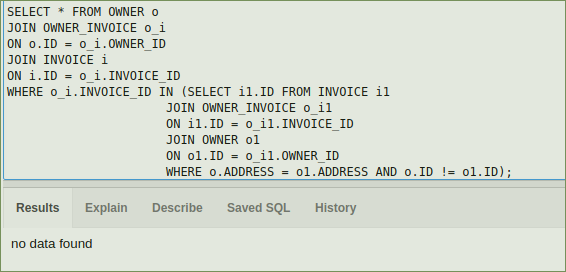 SELECT * FROM OWNER o
JOIN OWNER_INVOICE o_i
ON o.ID = o_i.OWNER_ID
JOIN INVOICE i
ON i.ID = o_i.INVOICE_ID
WHERE o_i.INVOICE_ID IN (SELECT i1.ID FROM INVOICE i1
JOIN OWNER_INVOICE o_i1
ON i1.ID = o_i1.INVOICE_ID
JOIN OWNER o1
ON o1.ID = o_i1.OWNER_ID
WHERE o.ADDRESS = o1.ADDRESS AND o.ID != o1.ID);
Results Explain Describe Saved SQL History
no data found